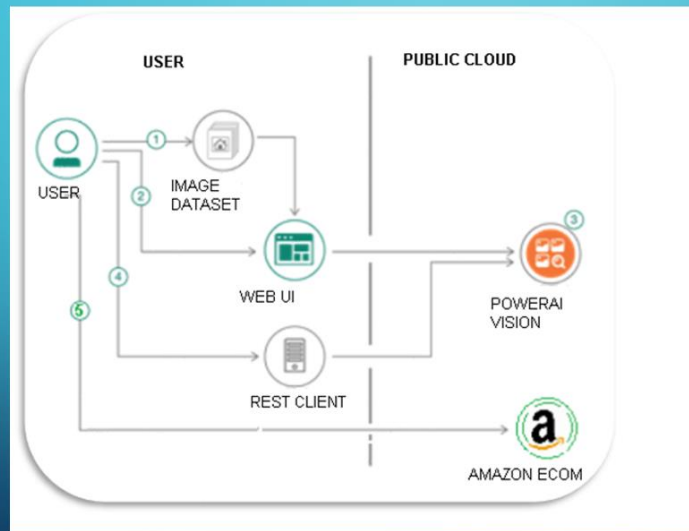 USER
PUBLIC CLOUD
1
3
USER
IMAGE
DATASET
2
WEB UI
POWERAI
VISION
4
5
REST CLIENT
a
AMAZON ECOM